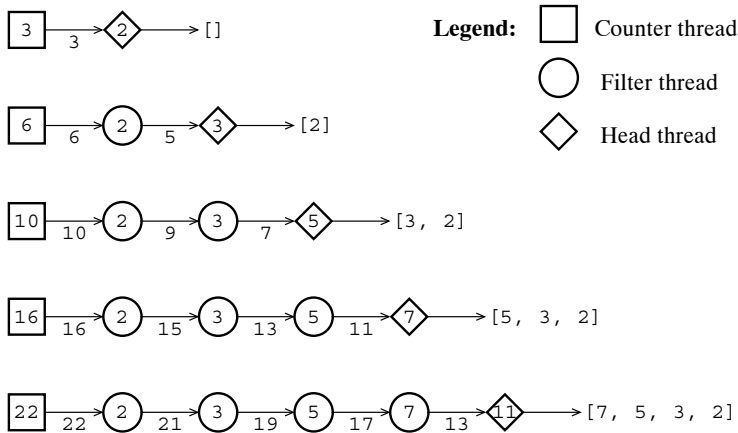 3 3 2 []
Legend: Counter thread
Filter thread
Head thread
6 6 2 5 3 [2]
10 10 2 9 3 7 5 [3, 2]
16 16 2 15 3 13 5 11 7 [5, 3, 2]
22 22 2 21 3 19 5 17 7 13 11 [7, 5, 3, 2]